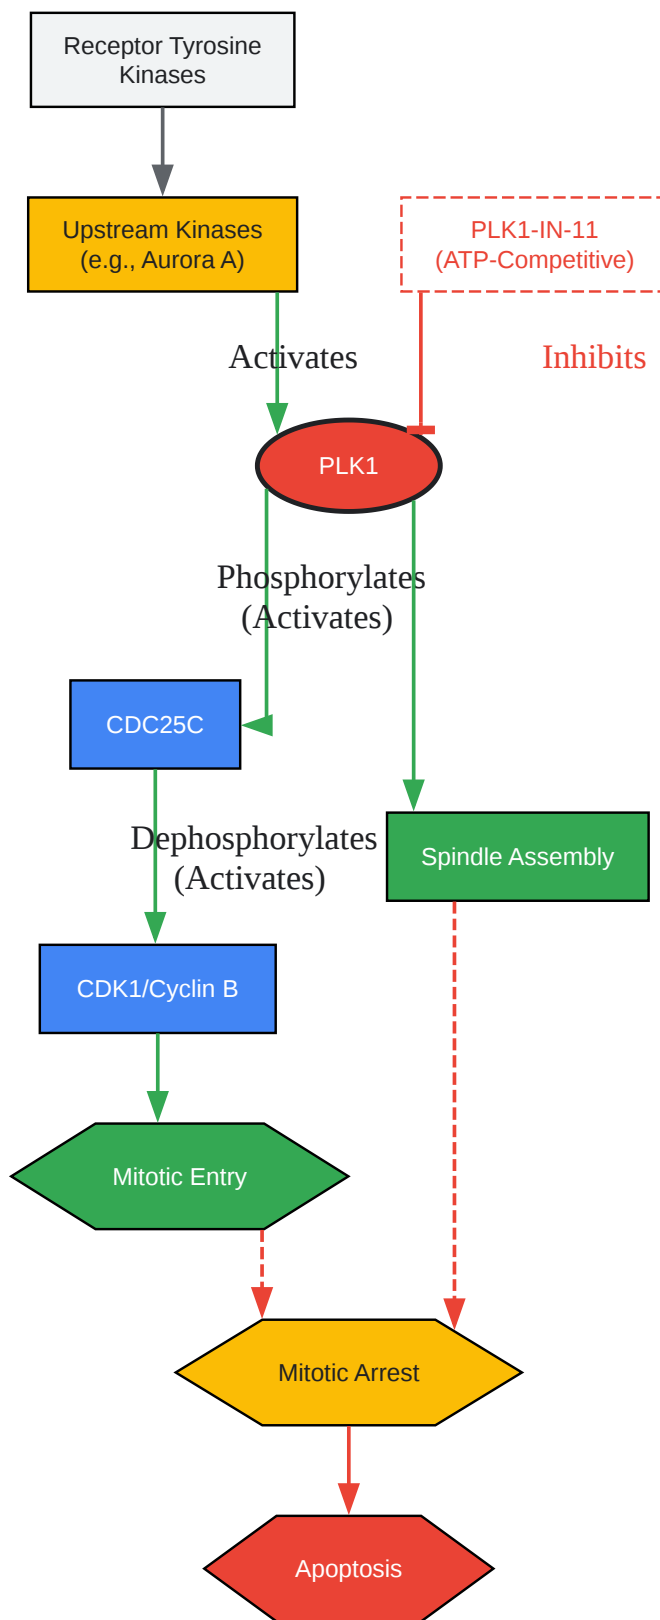 Receptor Tyrosine
Kinases
Upstream Kinases
(e.g., Aurora A)
PLK1-IN-11
(ATP-Competitive)
Activates
Inhibits
PLK1
Phosphorylates
(Activates)
CDC25C
Dephosphorylates
(Activates)
Spindle Assembly
CDK1/Cyclin B
Mitotic Entry
Mitotic Arrest
Apoptosis